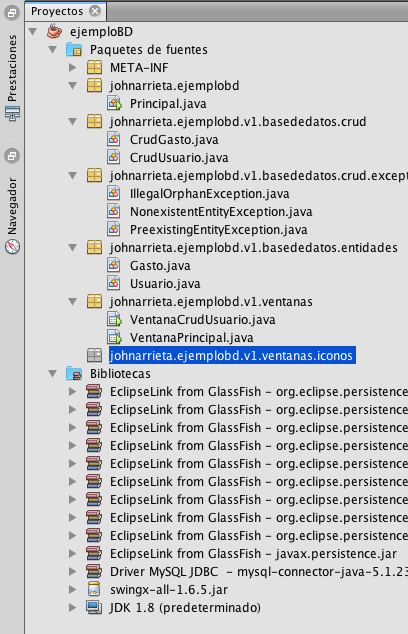 Proyectos
Prestaciones
Navegador
ejemploBD
Paquetes de fuentes
META-INF
johnarrieta.ejemplobd
Principal.java
johnarrieta.ejemplobd.v1.basededatos.crud
CrudGasto.java
CrudUsuario.java
johnarrieta.ejemplobd.v1.basededatos.crud.except
IllegalOrphanException.java
NonexistentEntityException.java
PreexistingEntityException.java
johnarrieta.ejemplobd.v1.basededatos.entidades
Gasto.java
Usuario.java
johnarrieta.ejemplobd.v1.ventanas
VentanaCrudUsuario.java
VentanaPrincipal.java
johnarrieta.ejemplobd.v1.ventanas.iconos
Bibliotecas
EclipseLink from GlassFish - org.eclipse.persistence
EclipseLink from GlassFish - org.eclipse.persistence
EclipseLink from GlassFish - org.eclipse.persistence
EclipseLink from GlassFish - org.eclipse.persistence
EclipseLink from GlassFish - org.eclipse.persistence
EclipseLink from GlassFish - org.eclipse.persistence
EclipseLink from GlassFish - org.eclipse.persistence
EclipseLink from GlassFish - org.eclipse.persistence
EclipseLink from GlassFish - org.eclipse.persistence
EclipseLink from GlassFish - javax.persistence.jar
Driver MySQL JDBC - mysql-connector-java-5.1.23
swingx-all-1.6.5.jar
JDK 1.8 (predeterminado)